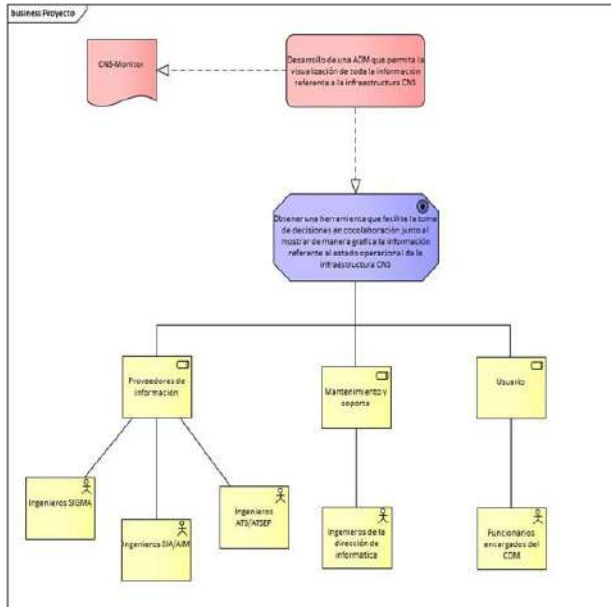 business Proyecto
CNS-Monitor
Desarrollo de una ADM que permita la
visualización de toda la información
referente a la infraestructura CNS
Obtener una herramienta que facilite la toma
de decisiones en cocolaboración junto al
mostrar de manera grafica la información
referente al estado operacional de la
infraestructura CNS
Proveedores de
información
Mantenimiento y
soporte
Usuario
Ingenieros SIGMA
Ingenieros SIA/AIM
Ingenieros
ATS/ATSEP
Ingenieros de la
dirección de
informática
Funcionarios
encargados del
CDM